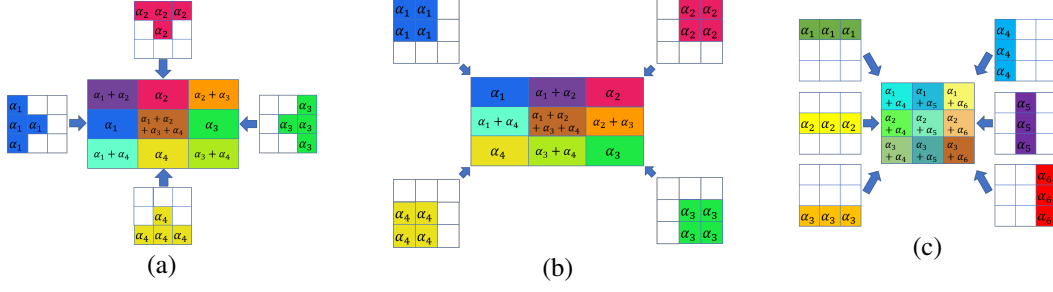 α₂ α₂ α₂
α₂
α₁
α₁ α₁
α₁
α₁ + α₂ α₂ α₂ + α₃
α₁ α₁ + α₂ + α₃ + α₄ α₃
α₁ + α₄ α₄ α₃ + α₄
α₃
α₃ α₃
α₃
α₄
α₄ α₄ α₄
(a)
α₁ α₁
α₁ α₁
α₂ α₂
α₂ α₂
α₁ α₁ + α₂ α₂
α₁ + α₄ α₁ + α₂ + α₃ + α₄ α₂ + α₃
α₄ α₃ + α₄ α₃
α₄ α₄
α₄ α₄
α₃ α₃
α₃ α₃
(b)
α₁ α₁ α₁
α₂ α₂ α₂
α₃ α₃ α₃
α₁ + α₄ α₁ + α₅ α₁ + α₆
α₂ + α₄ α₂ + α₅ α₂ + α₆
α₃ + α₄ α₃ + α₅ α₃ + α₆
α₄
α₄
α₄
α₅
α₅
α₅
α₆
α₆
α₆
(c)